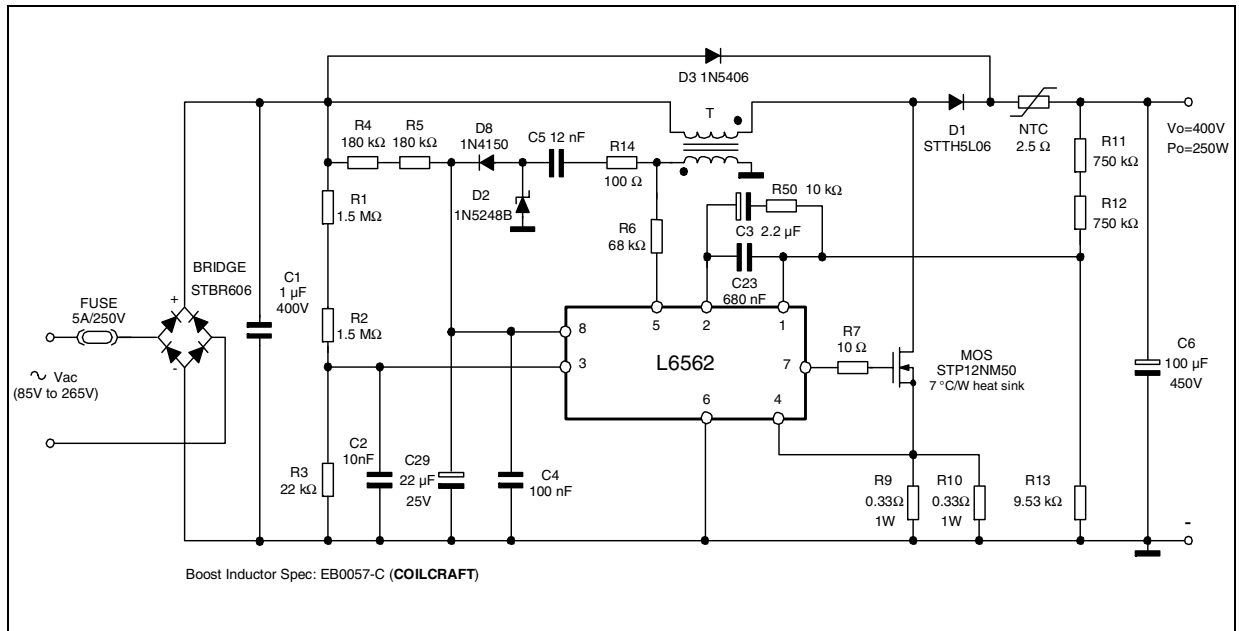 D3 1N5406
T
R4
180 kΩ
R5
180 kΩ
D8
1N4150
C5 12 nF
R14
100 Ω
D1
STTH5L06
NTC
2.5 Ω
Vo=400V
Po=250W
R11
750 kΩ
R1
1.5 MΩ
D2
1N5248B
R50 10 kΩ
R12
750 kΩ
R6
68 kΩ
C3 2.2 µF
C23
680 nF
BRIDGE
STBR606
FUSE
5A/250V
+
-
C1
1 µF
400V
R2
1.5 MΩ
5
2
1
8
3
L6562
7
6
4
R7
10 Ω
MOS
STP12NM50
7 °C/W heat sink
C6
100 µF
450V
Vac
(85V to 265V)
R3
22 kΩ
C2
10nF
C29
22 µF
25V
C4
100 nF
R9
0.33Ω
1W
R10
0.33Ω
1W
R13
9.53 kΩ
-
Boost Inductor Spec: EB0057-C (COILCRAFT)